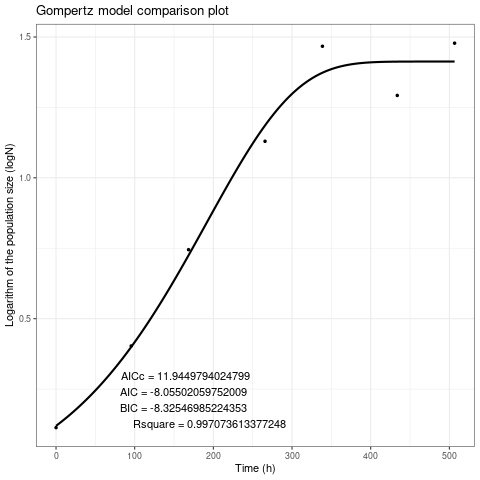 Gompertz model comparison plot
Logarithm of the population size (logN)
1.5
1.0
0.5
AICc = 11.9449794024799
AIC = -8.05502059752009
BIC = -8.32546985224353
Rsquare = 0.997073613377248
0 100 200 300 400 500
Time (h)